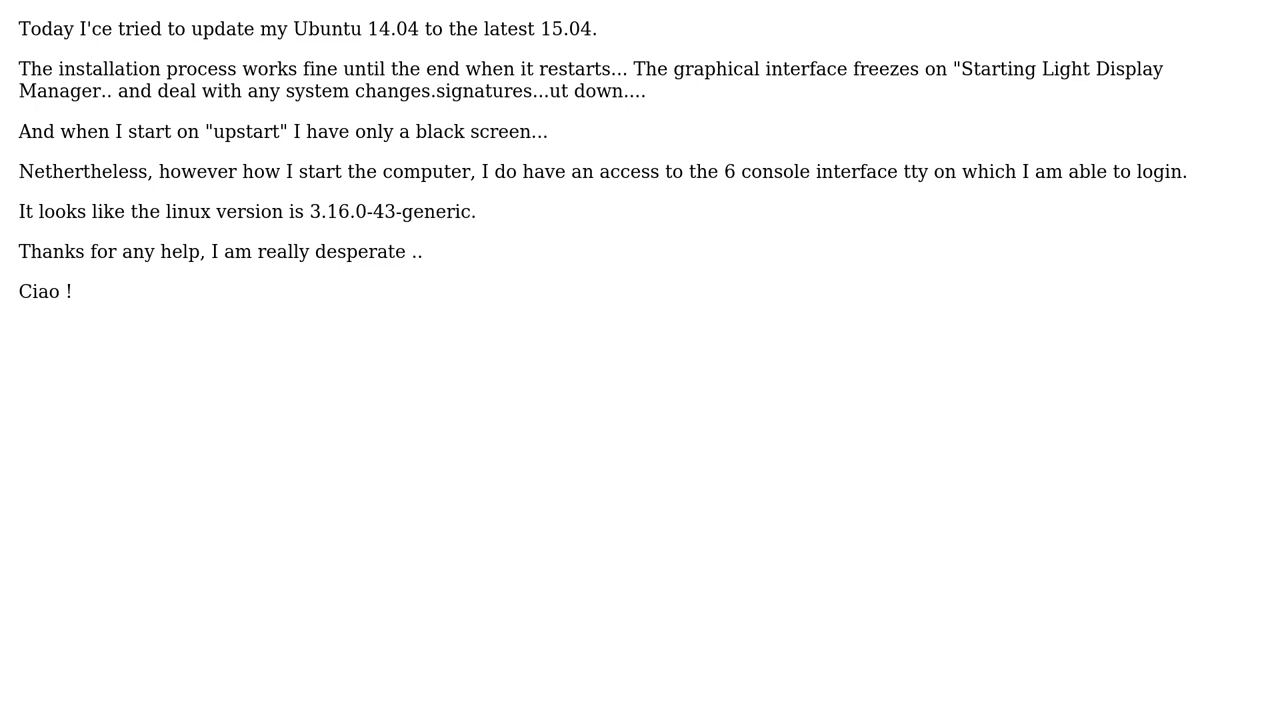 Today I'ce tried to update my Ubuntu 14.04 to the latest 15.04.
The installation process works fine until the end when it restarts... The graphical interface freezes on "Starting Light Display
Manager.. and deal with any system changes.signatures...ut down....
And when I start on "upstart" I have only a black screen...
Nethertheless, however how I start the computer, I do have an access to the 6 console interface tty on which I am able to login.
It looks like the linux version is 3.16.0-43-generic.
Thanks for any help, I am really desperate ..
Ciao !